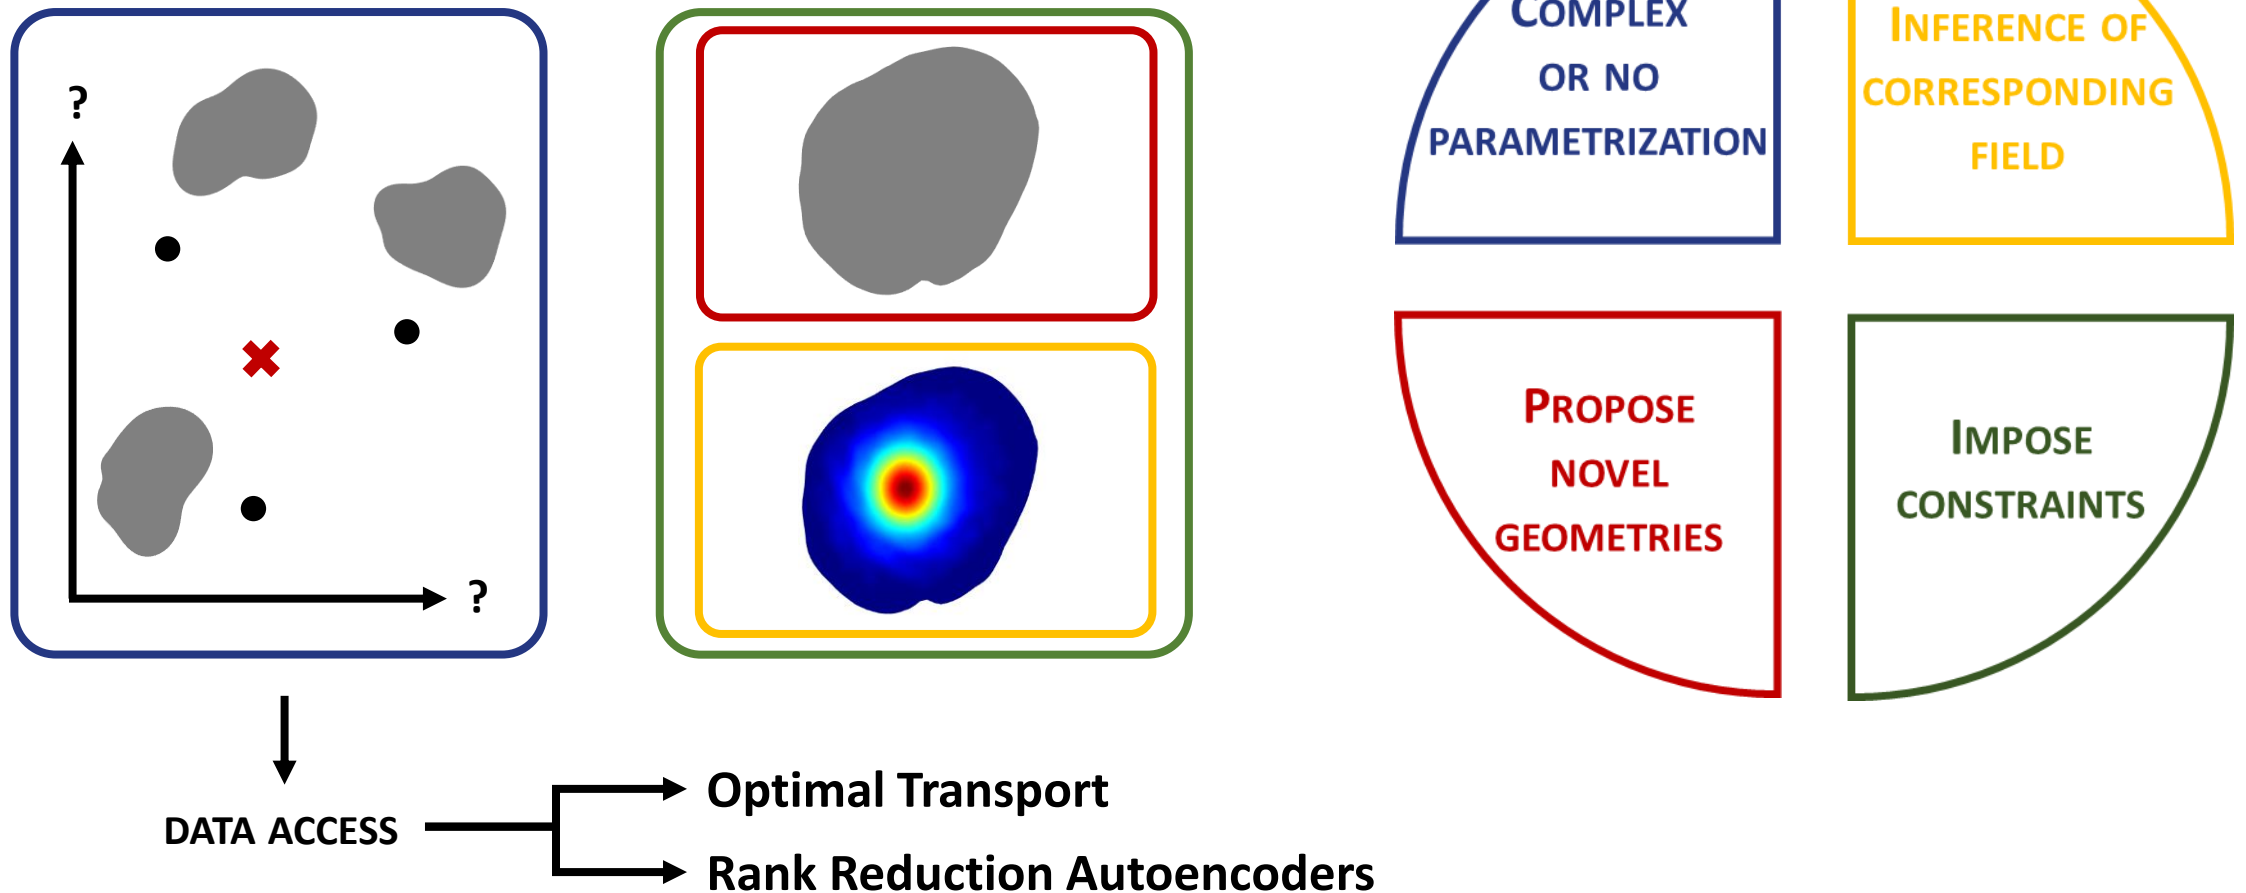 ?
?
COMPLEX
OR NO
PARAMETRIZATION
INFERENCE OF
CORRESPONDING
FIELD
PROPOSE
NOVEL
GEOMETRIES
IMPOSE
CONSTRAINTS
DATA ACCESS
Optimal Transport
Rank Reduction Autoencoders